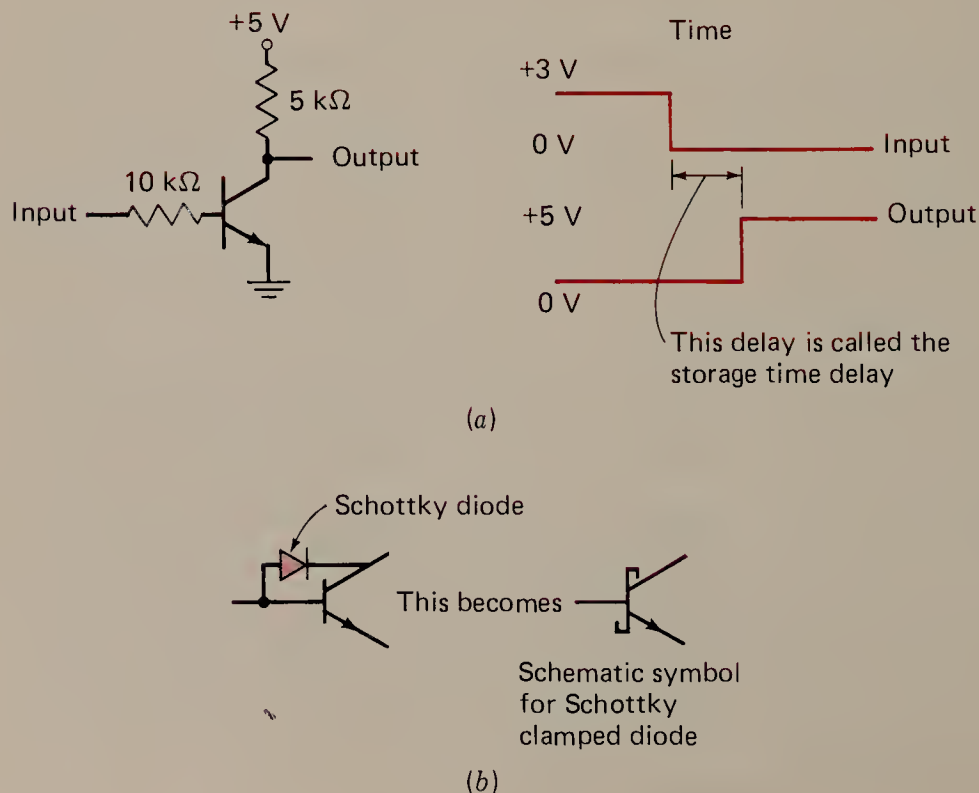 +5 V
5 kΩ
Output
10 kΩ
Input
Time
+3 V
0 V
Input
+5 V
Output
0 V
This delay is called the
storage time delay
(a)
Schottky diode
This becomes
Schematic symbol
for Schottky
clamped diode
(b)